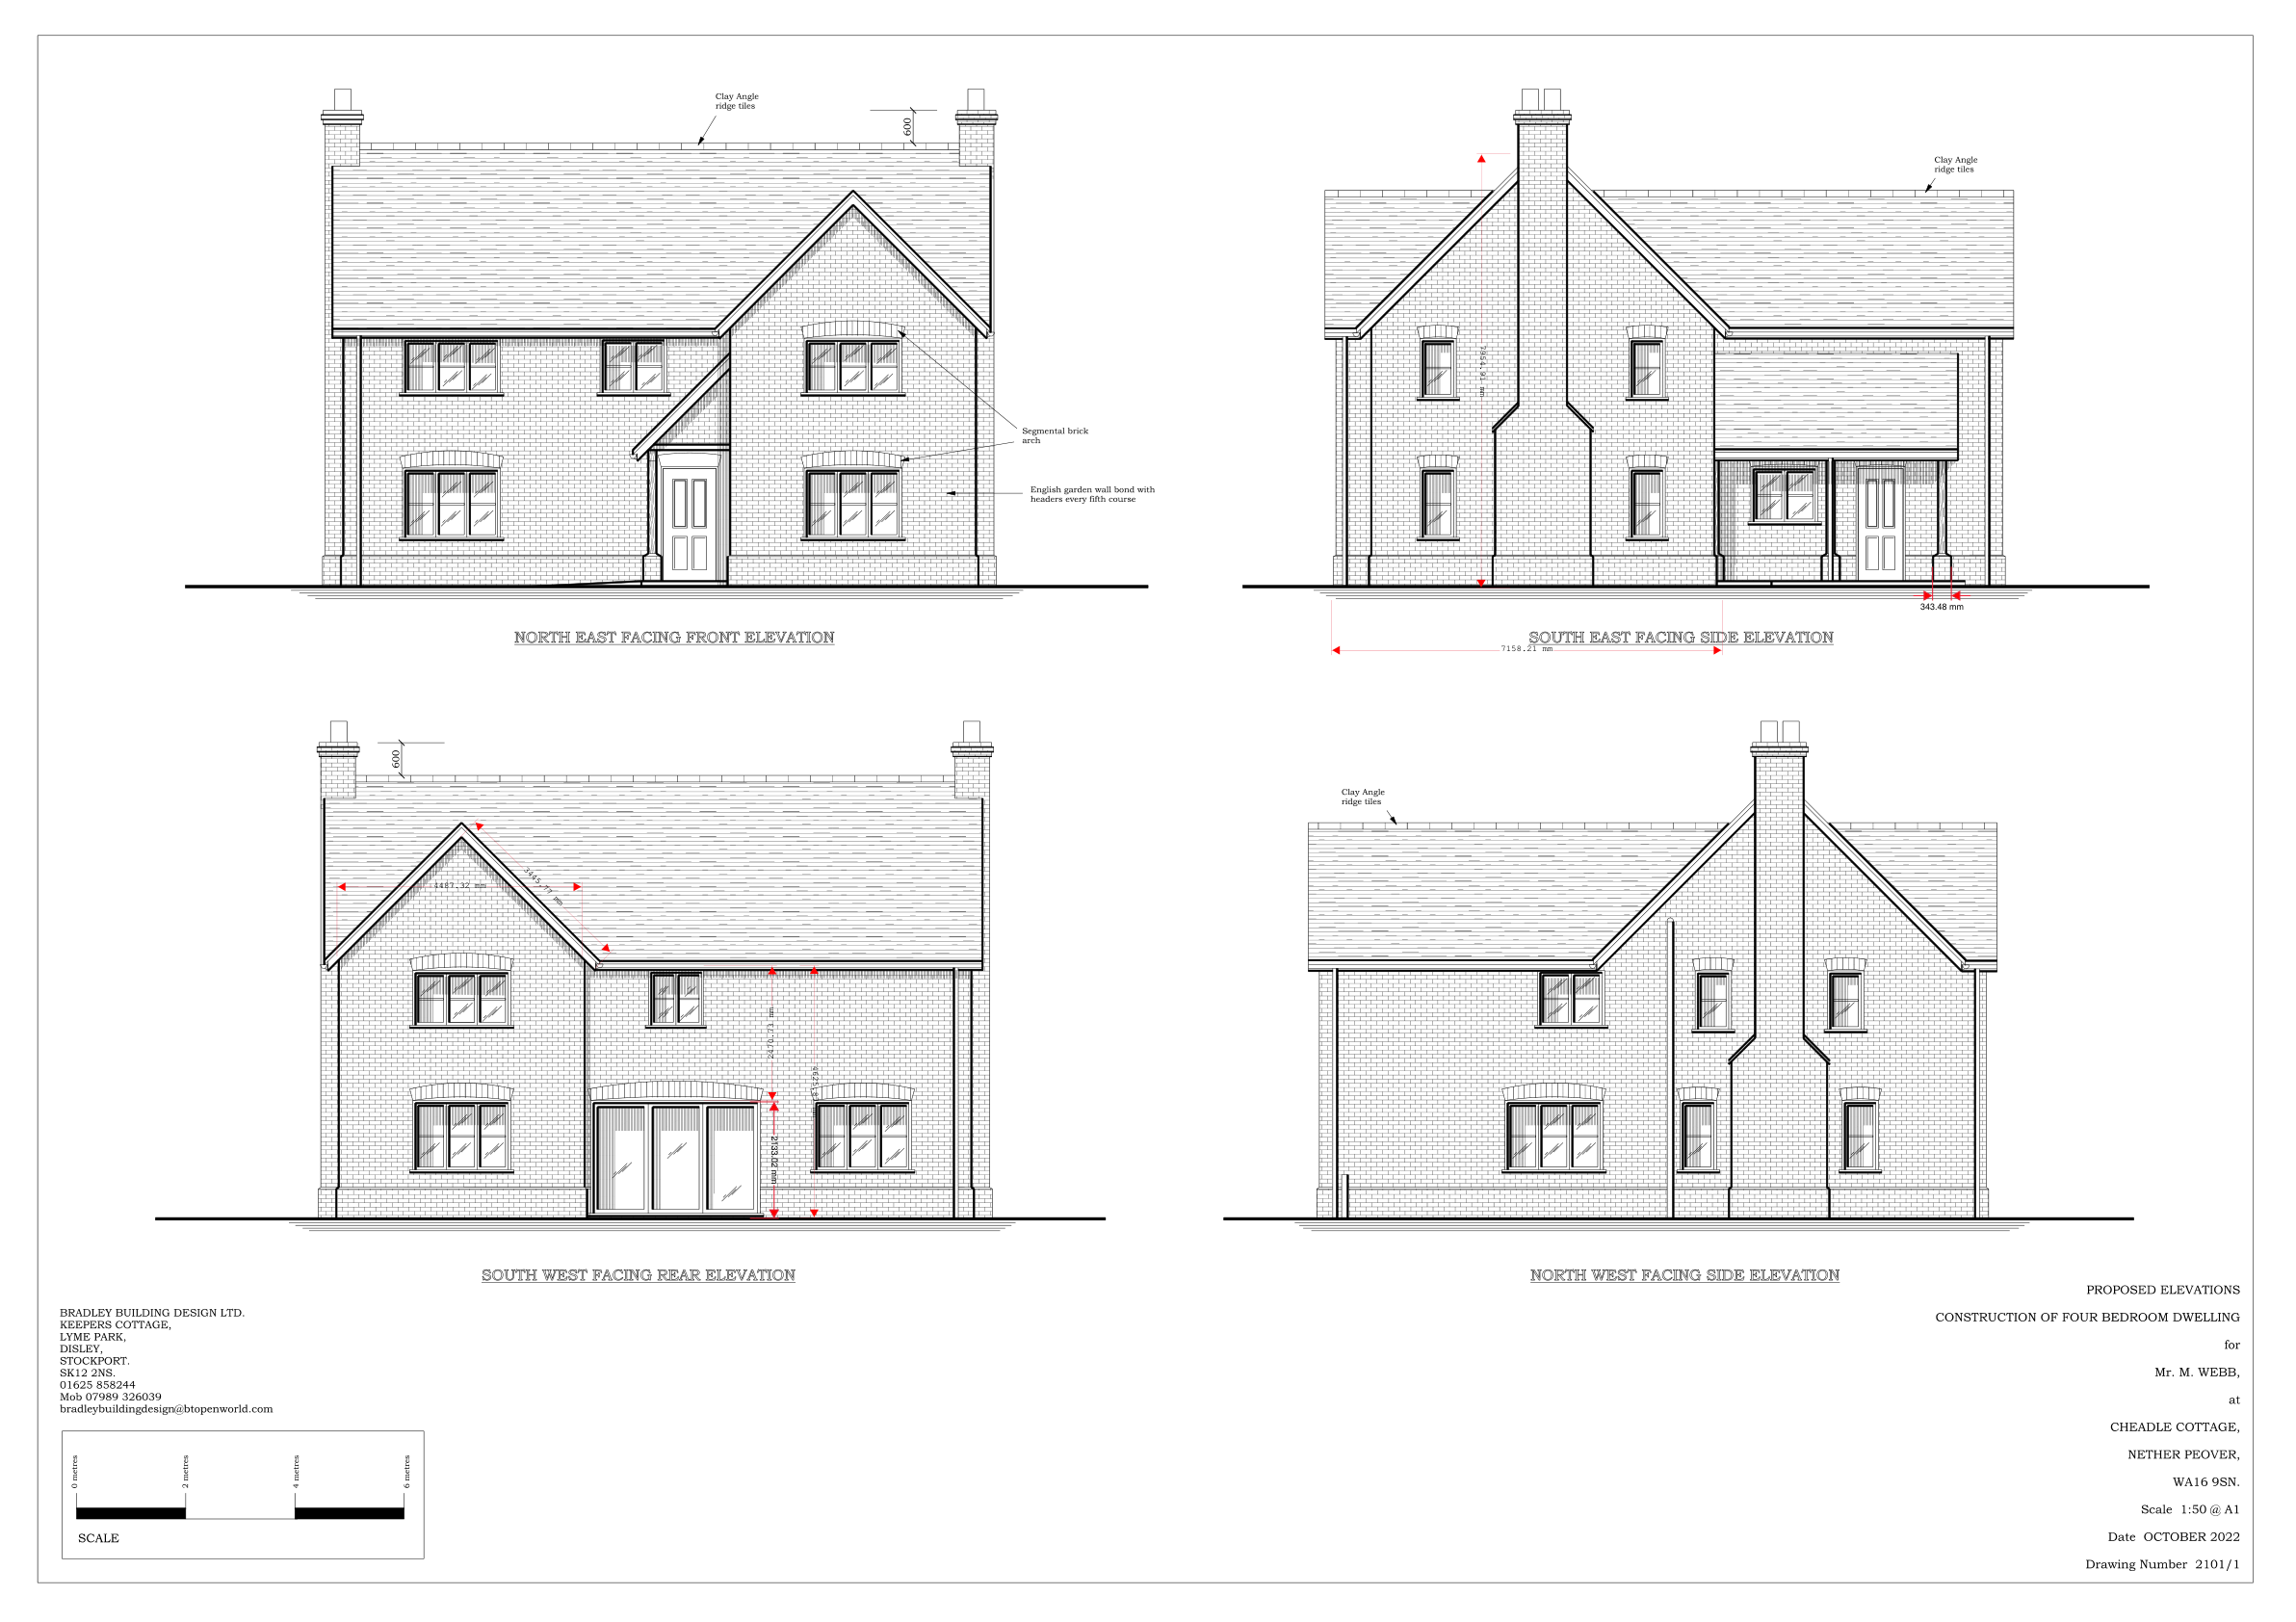 Clay Angle
ridge tiles
600
Segmental brick
arch
English garden wall bond with
headers every fifth course
NORTH EAST FACING FRONT ELEVATION
Clay Angle
ridge tiles
7954.91 mm
343.48 mm
SOUTH EAST FACING SIDE ELEVATION
7158.21 mm
600
4487.32 mm
3445.77 mm
2470.71 mm
2133.02 mm
SOUTH WEST FACING REAR ELEVATION
Clay Angle
ridge tiles
NORTH WEST FACING SIDE ELEVATION
BRADLEY BUILDING DESIGN LTD.
KEEPERS COTTAGE,
LYME PARK,
DISLEY,
STOCKPORT.
SK12 2NS.
01625 858244
Mob 07989 326039
bradleybuildingdesign@btopenworld.com
0 metres
2 metres
4 metres
6 metres
SCALE
PROPOSED ELEVATIONS
CONSTRUCTION OF FOUR BEDROOM DWELLING
for
Mr. M. WEBB,
at
CHEADLE COTTAGE,
NETHER PEOVER,
WA16 9SN.
Scale 1:50 @ A1
Date OCTOBER 2022
Drawing Number 2101/1